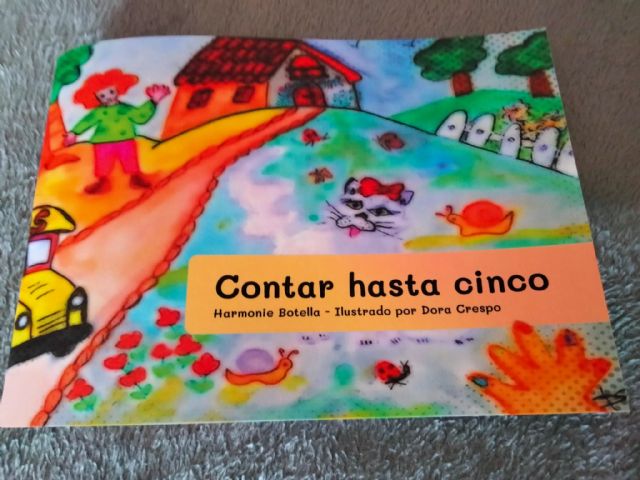 Contar hasta cinco
Harmonie Botella - Ilustrado por Dora Crespo